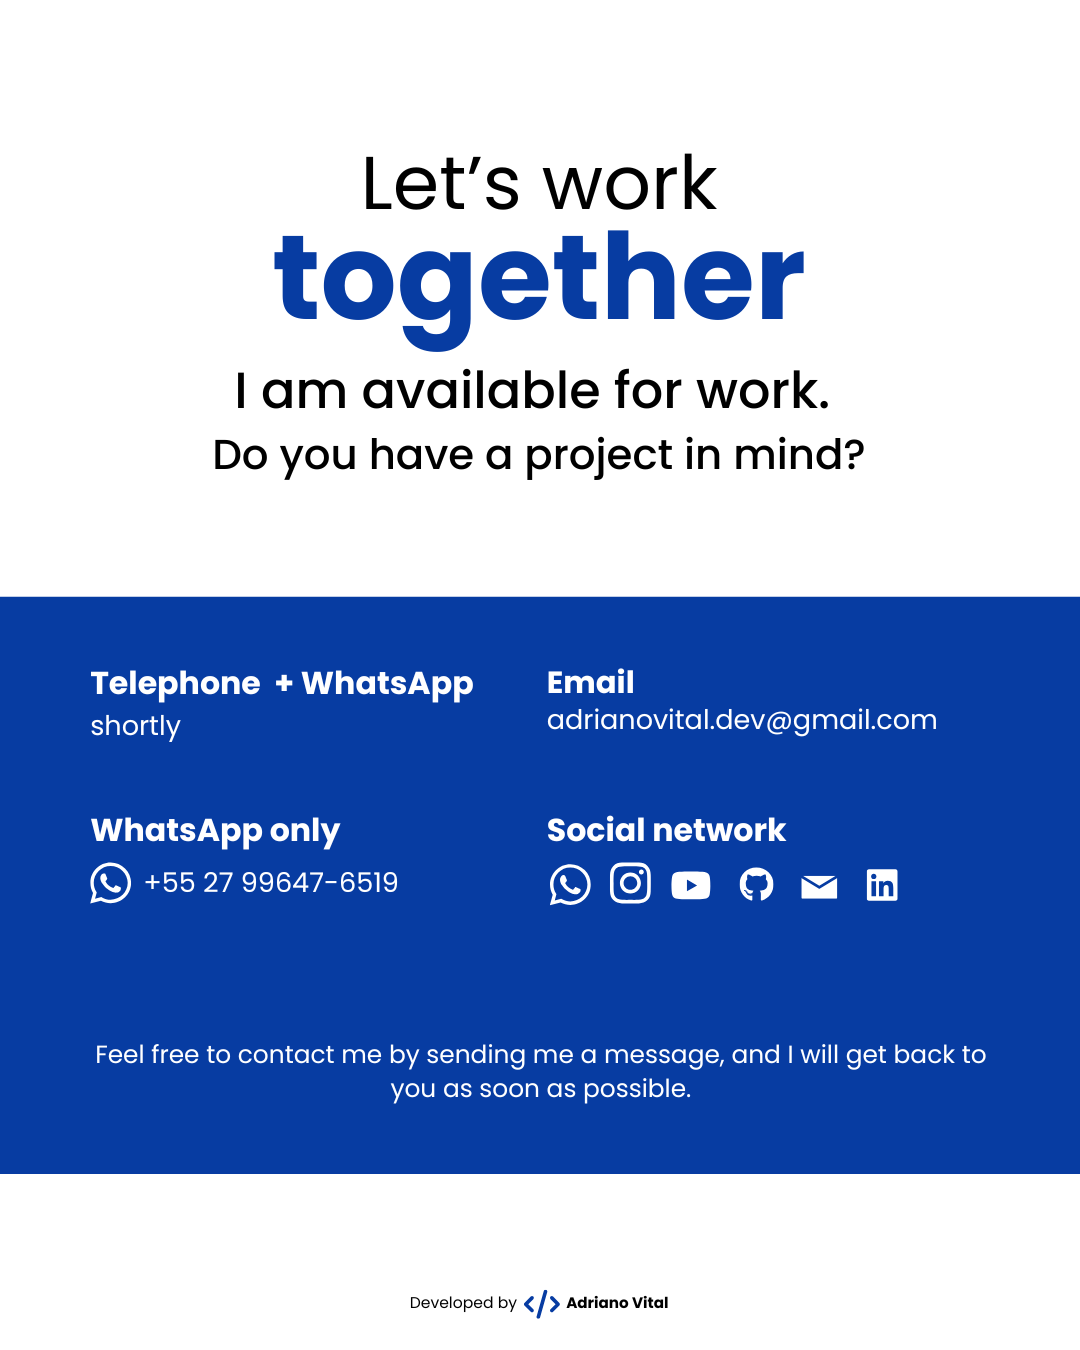 Let’s work
together
I am available for work.
Do you have a project in mind?
Telephone + WhatsApp
shortly
Email
adrianovital.dev@gmail.com
WhatsApp only
+55 27 99647-6519
Social network
in
Feel free to contact me by sending me a message, and I will get back to
you as soon as possible.
Developed by </> Adriano Vital